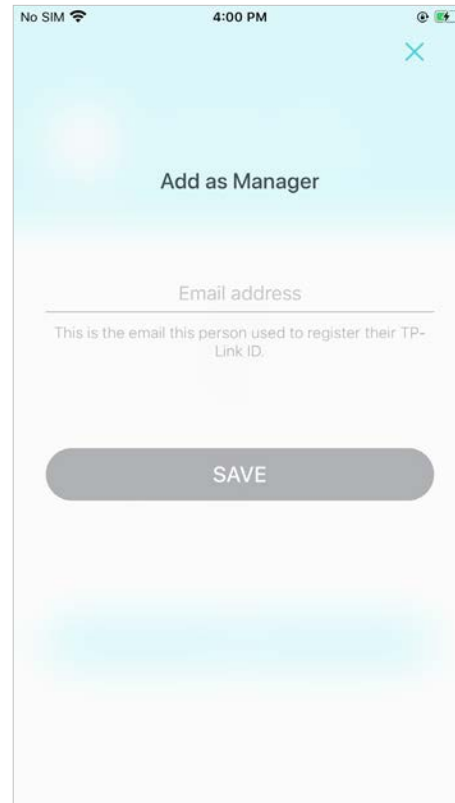 No SIM 4:00 PM
Add as Manager
Email address
This is the email this person used to register their TP-
Link ID.
SAVE